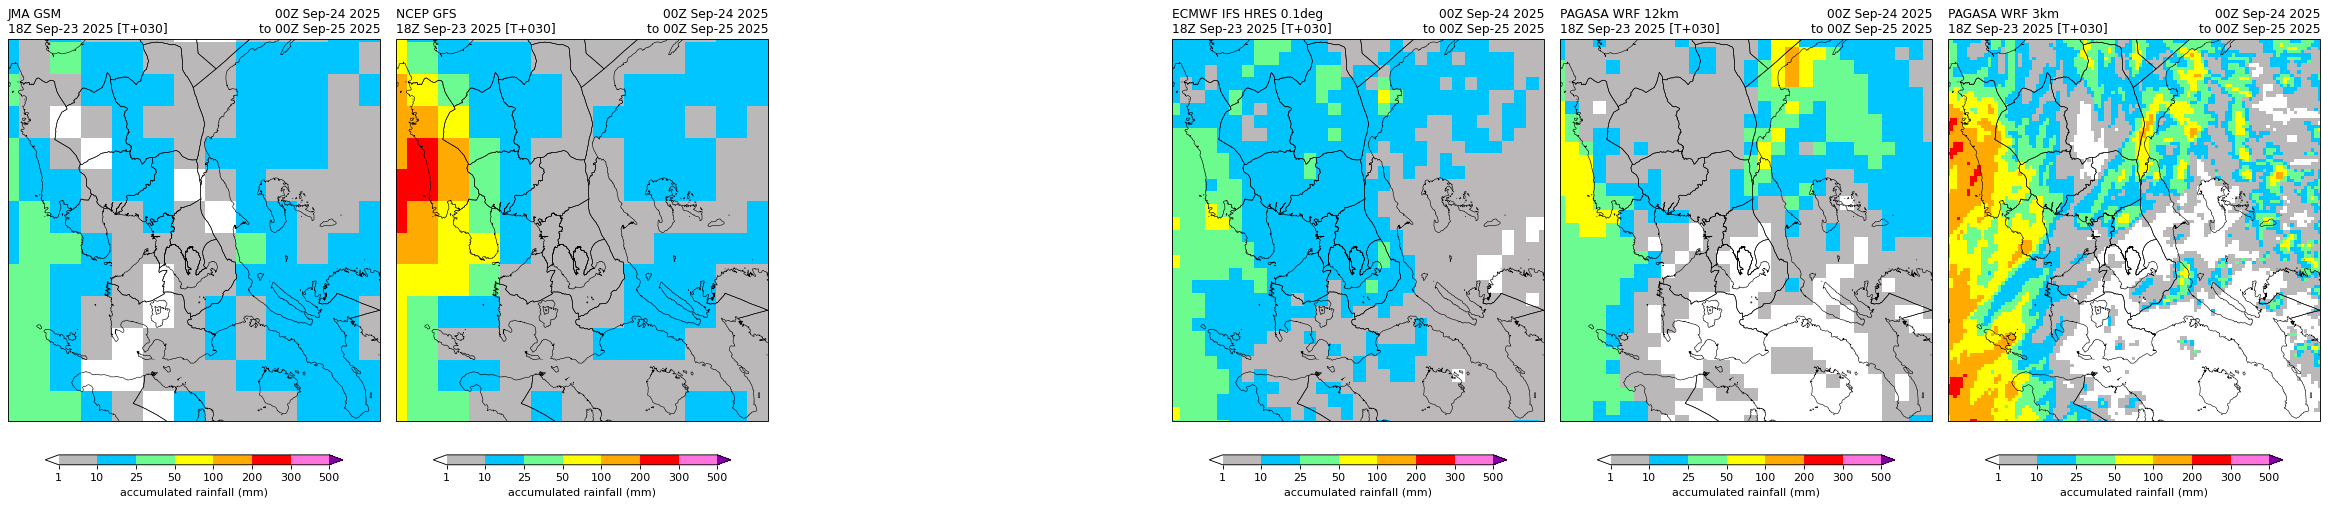 JMA GSM 00Z Sep-24 2025
18Z Sep-23 2025 [T+030] to 00Z Sep-25 2025
1 10 25 50 100 200 300 500
accumulated rainfall (mm)
NCEP GFS 00Z Sep-24 2025
18Z Sep-23 2025 [T+030] to 00Z Sep-25 2025
1 10 25 50 100 200 300 500
accumulated rainfall (mm)
ECMWF IFS HRES 0.1deg 00Z Sep-24 2025
18Z Sep-23 2025 [T+030] to 00Z Sep-25 2025
1 10 25 50 100 200 300 500
accumulated rainfall (mm)
PAGASA WRF 12km 00Z Sep-24 2025
18Z Sep-23 2025 [T+030] to 00Z Sep-25 2025
1 10 25 50 100 200 300 500
accumulated rainfall (mm)
PAGASA WRF 3km 00Z Sep-24 2025
18Z Sep-23 2025 [T+030] to 00Z Sep-25 2025
1 10 25 50 100 200 300 500
accumulated rainfall (mm)